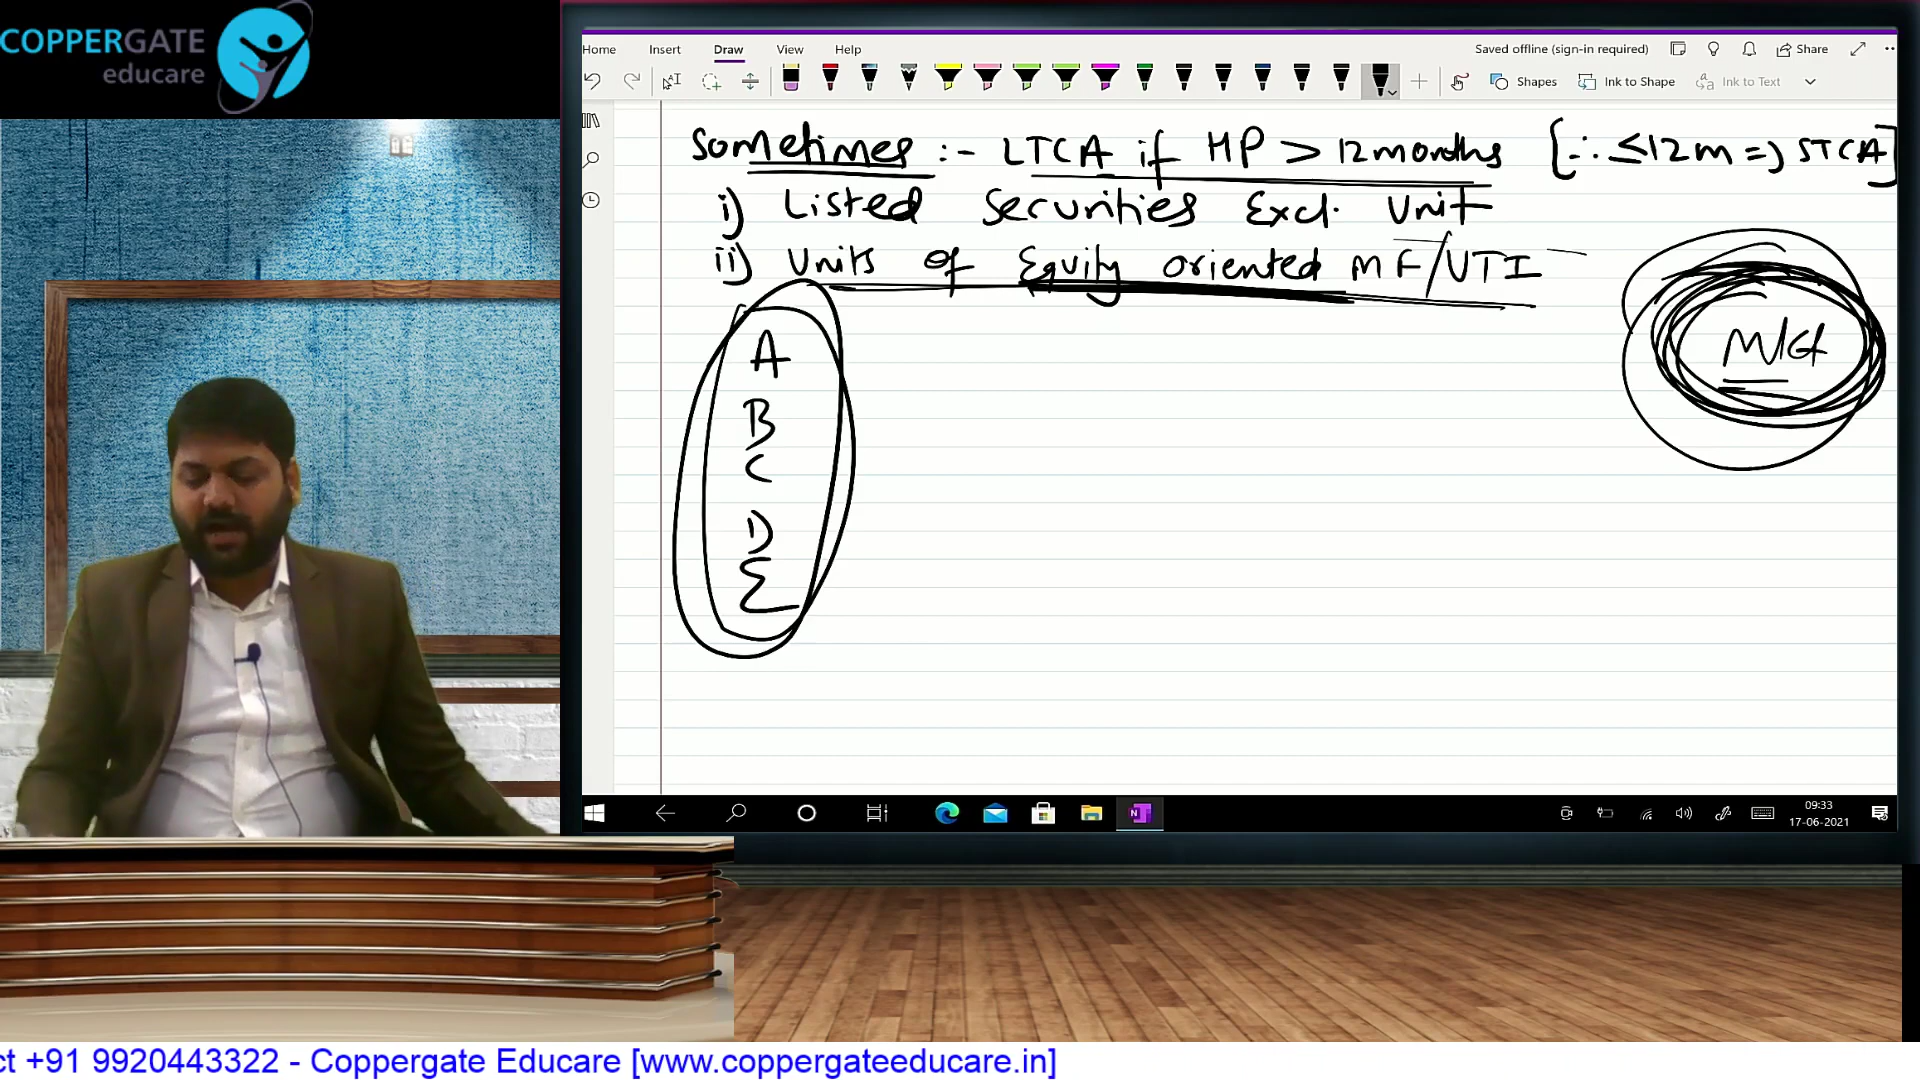 COPPERGATE
educare
Home Insert Draw View Help
Saved offline (sign-in required) Share
Shapes Ink to Shape Ink to Text
Sometimes :- LTCA if HP > 12 months [∴ ≤12m => STCA]
i) Listed Securities Excl. Unit
ii) Units of Equity oriented MF/UTI
A
B
C
D
E
09:33
17-06-2021
ct +91 9920443322 - Coppergate Educare [www.coppergateeducare.in]